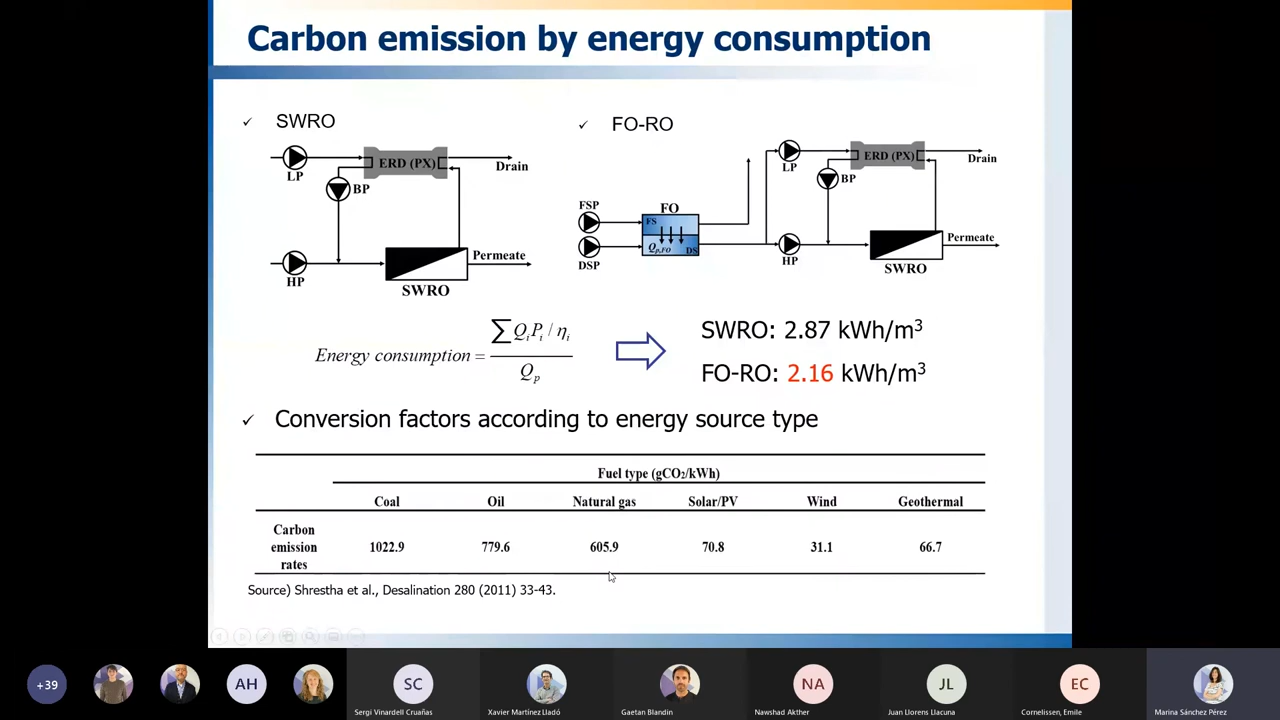 Carbon emission by energy consumption
✓ SWRO
✓ FO-RO
LP
ERD (PX)
Drain
BP
HP
Permeate
SWRO
FSP
DSP
FO
FS
Qp,FO
DS
LP
ERD (PX)
Drain
BP
HP
Permeate
SWRO
Energy consumption = ∑ QiPi / ηi
Qp
SWRO: 2.87 kWh/m³
FO-RO: 2.16 kWh/m³
✓ Conversion factors according to energy source type
Fuel type (gCO₂/kWh)
Coal Oil Natural gas Solar/PV Wind Geothermal
Carbon
emission
rates
1022.9 779.6 605.9 70.8 31.1 66.7
Source) Shrestha et al., Desalination 280 (2011) 33-43.
+39
AH
SC
NA
JL
EC
Sergi Vinardell Cruañas
Xavier Martínez Lladó
Gaetan Blandin
Nawshad Akther
Juan Llorens Llacuna
Cornelissen, Emile
Marina Sánchez Pérez